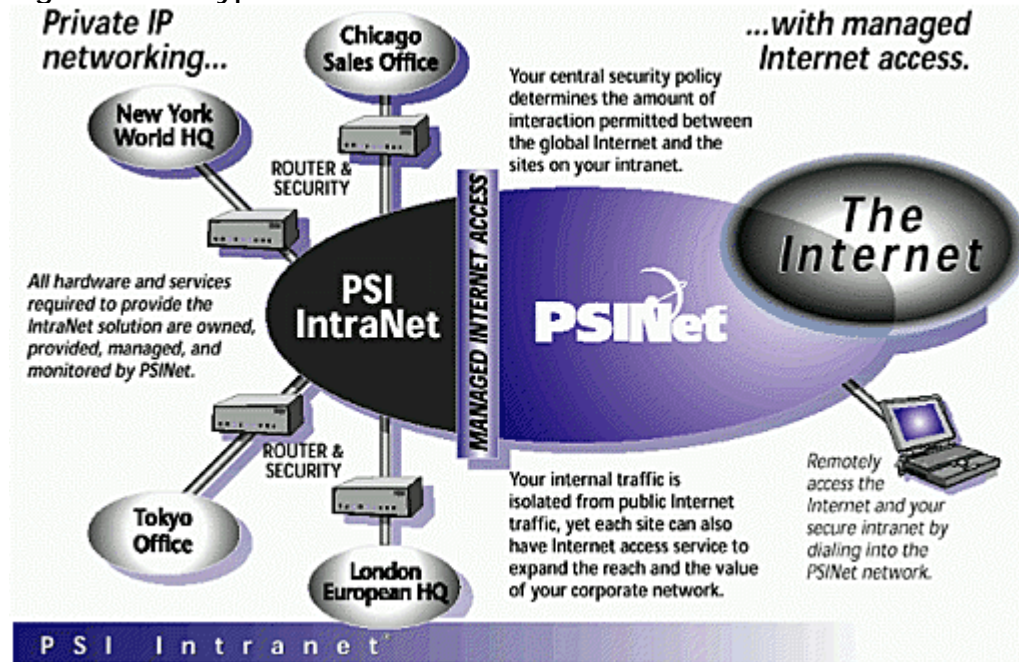 Private IP
networking...
...with managed
Internet access.
Chicago
Sales Office
New York
World HQ
ROUTER &
SECURITY
Your central security policy
determines the amount of
interaction permitted between
the global Internet and the
sites on your intranet.
All hardware and services
required to provide the
IntraNet solution are owned,
provided, managed, and
monitored by PSINet.
PSI
IntraNet
MANAGED INTERNET ACCESS
PSINet
The
Internet
ROUTER &
SECURITY
Tokyo
Office
London
European HQ
Your internal traffic is
isolated from public Internet
traffic, yet each site can also
have Internet access service to
expand the reach and the value
of your corporate network.
Remotely
access the
Internet and your
secure intranet by
dialing into the
PSINet network.
PSI Intranet